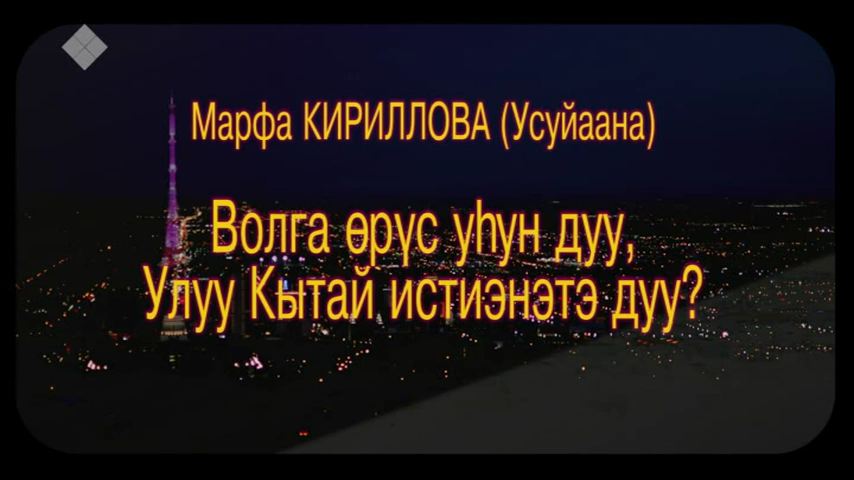 Марфа КИРИЛЛОВА (Усуйаана)
Волга өрүс уһун дуу,
Улуу Кытай истиэнэтэ дуу?